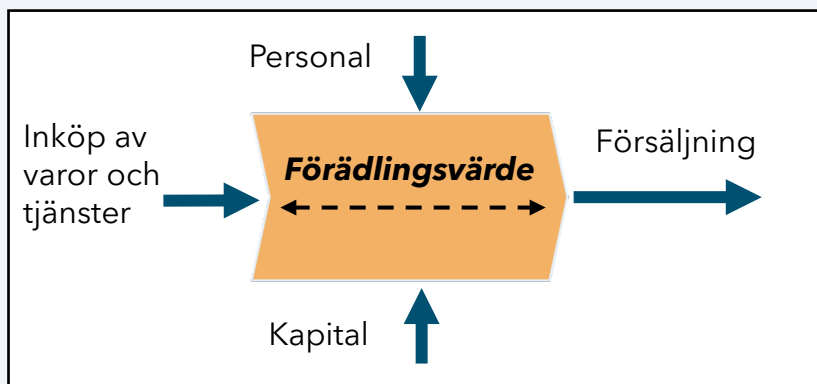 Personal
Inköp av
varor och
tjänster
Förädlingsvärde
Försäljning
Kapital